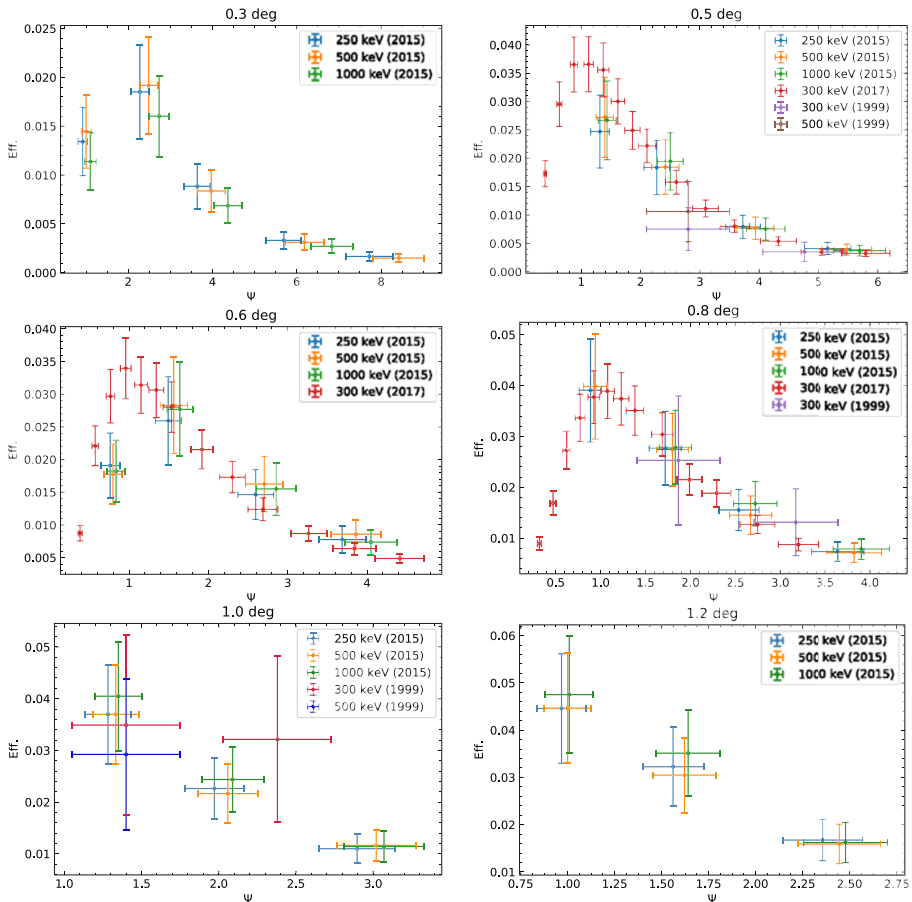 0.3 deg
0.025
0.020
0.015
0.010
0.005
0.000
Eff.
2 4 6 8
Ψ
250 keV (2015)
500 keV (2015)
1000 keV (2015)
0.5 deg
0.040
0.030
0.020
0.010
0.005
0.000
Eff.
1 2 3 4 5 6
Ψ
250 keV (2015)
500 keV (2015)
1000 keV (2015)
300 keV (2017)
300 keV (1999)
500 keV (1999)
0.6 deg
0.040
0.035
0.030
0.025
0.020
0.015
0.010
0.005
Eff.
1 2 3 4
Ψ
250 keV (2015)
500 keV (2015)
1000 keV (2015)
300 keV (2017)
0.8 deg
0.05
0.04
0.03
0.02
0.01
Eff.
0.5 1.0 1.5 2.0 2.5 3.0 3.5 4.0
Ψ
250 keV (2015)
500 keV (2015)
1000 keV (2015)
300 keV (2017)
300 keV (1999)
1.0 deg
0.05
0.04
0.03
0.02
0.01
Eff.
1.0 1.5 2.0 2.5 3.0
Ψ
250 keV (2015)
500 keV (2015)
1000 keV (2015)
300 keV (1999)
500 keV (1999)
1.2 deg
0.06
0.05
0.04
0.03
0.02
0.01
Eff.
0.75 1.00 1.25 1.50 1.75 2.00 2.25 2.50 2.75
Ψ
250 keV (2015)
500 keV (2015)
1000 keV (2015)